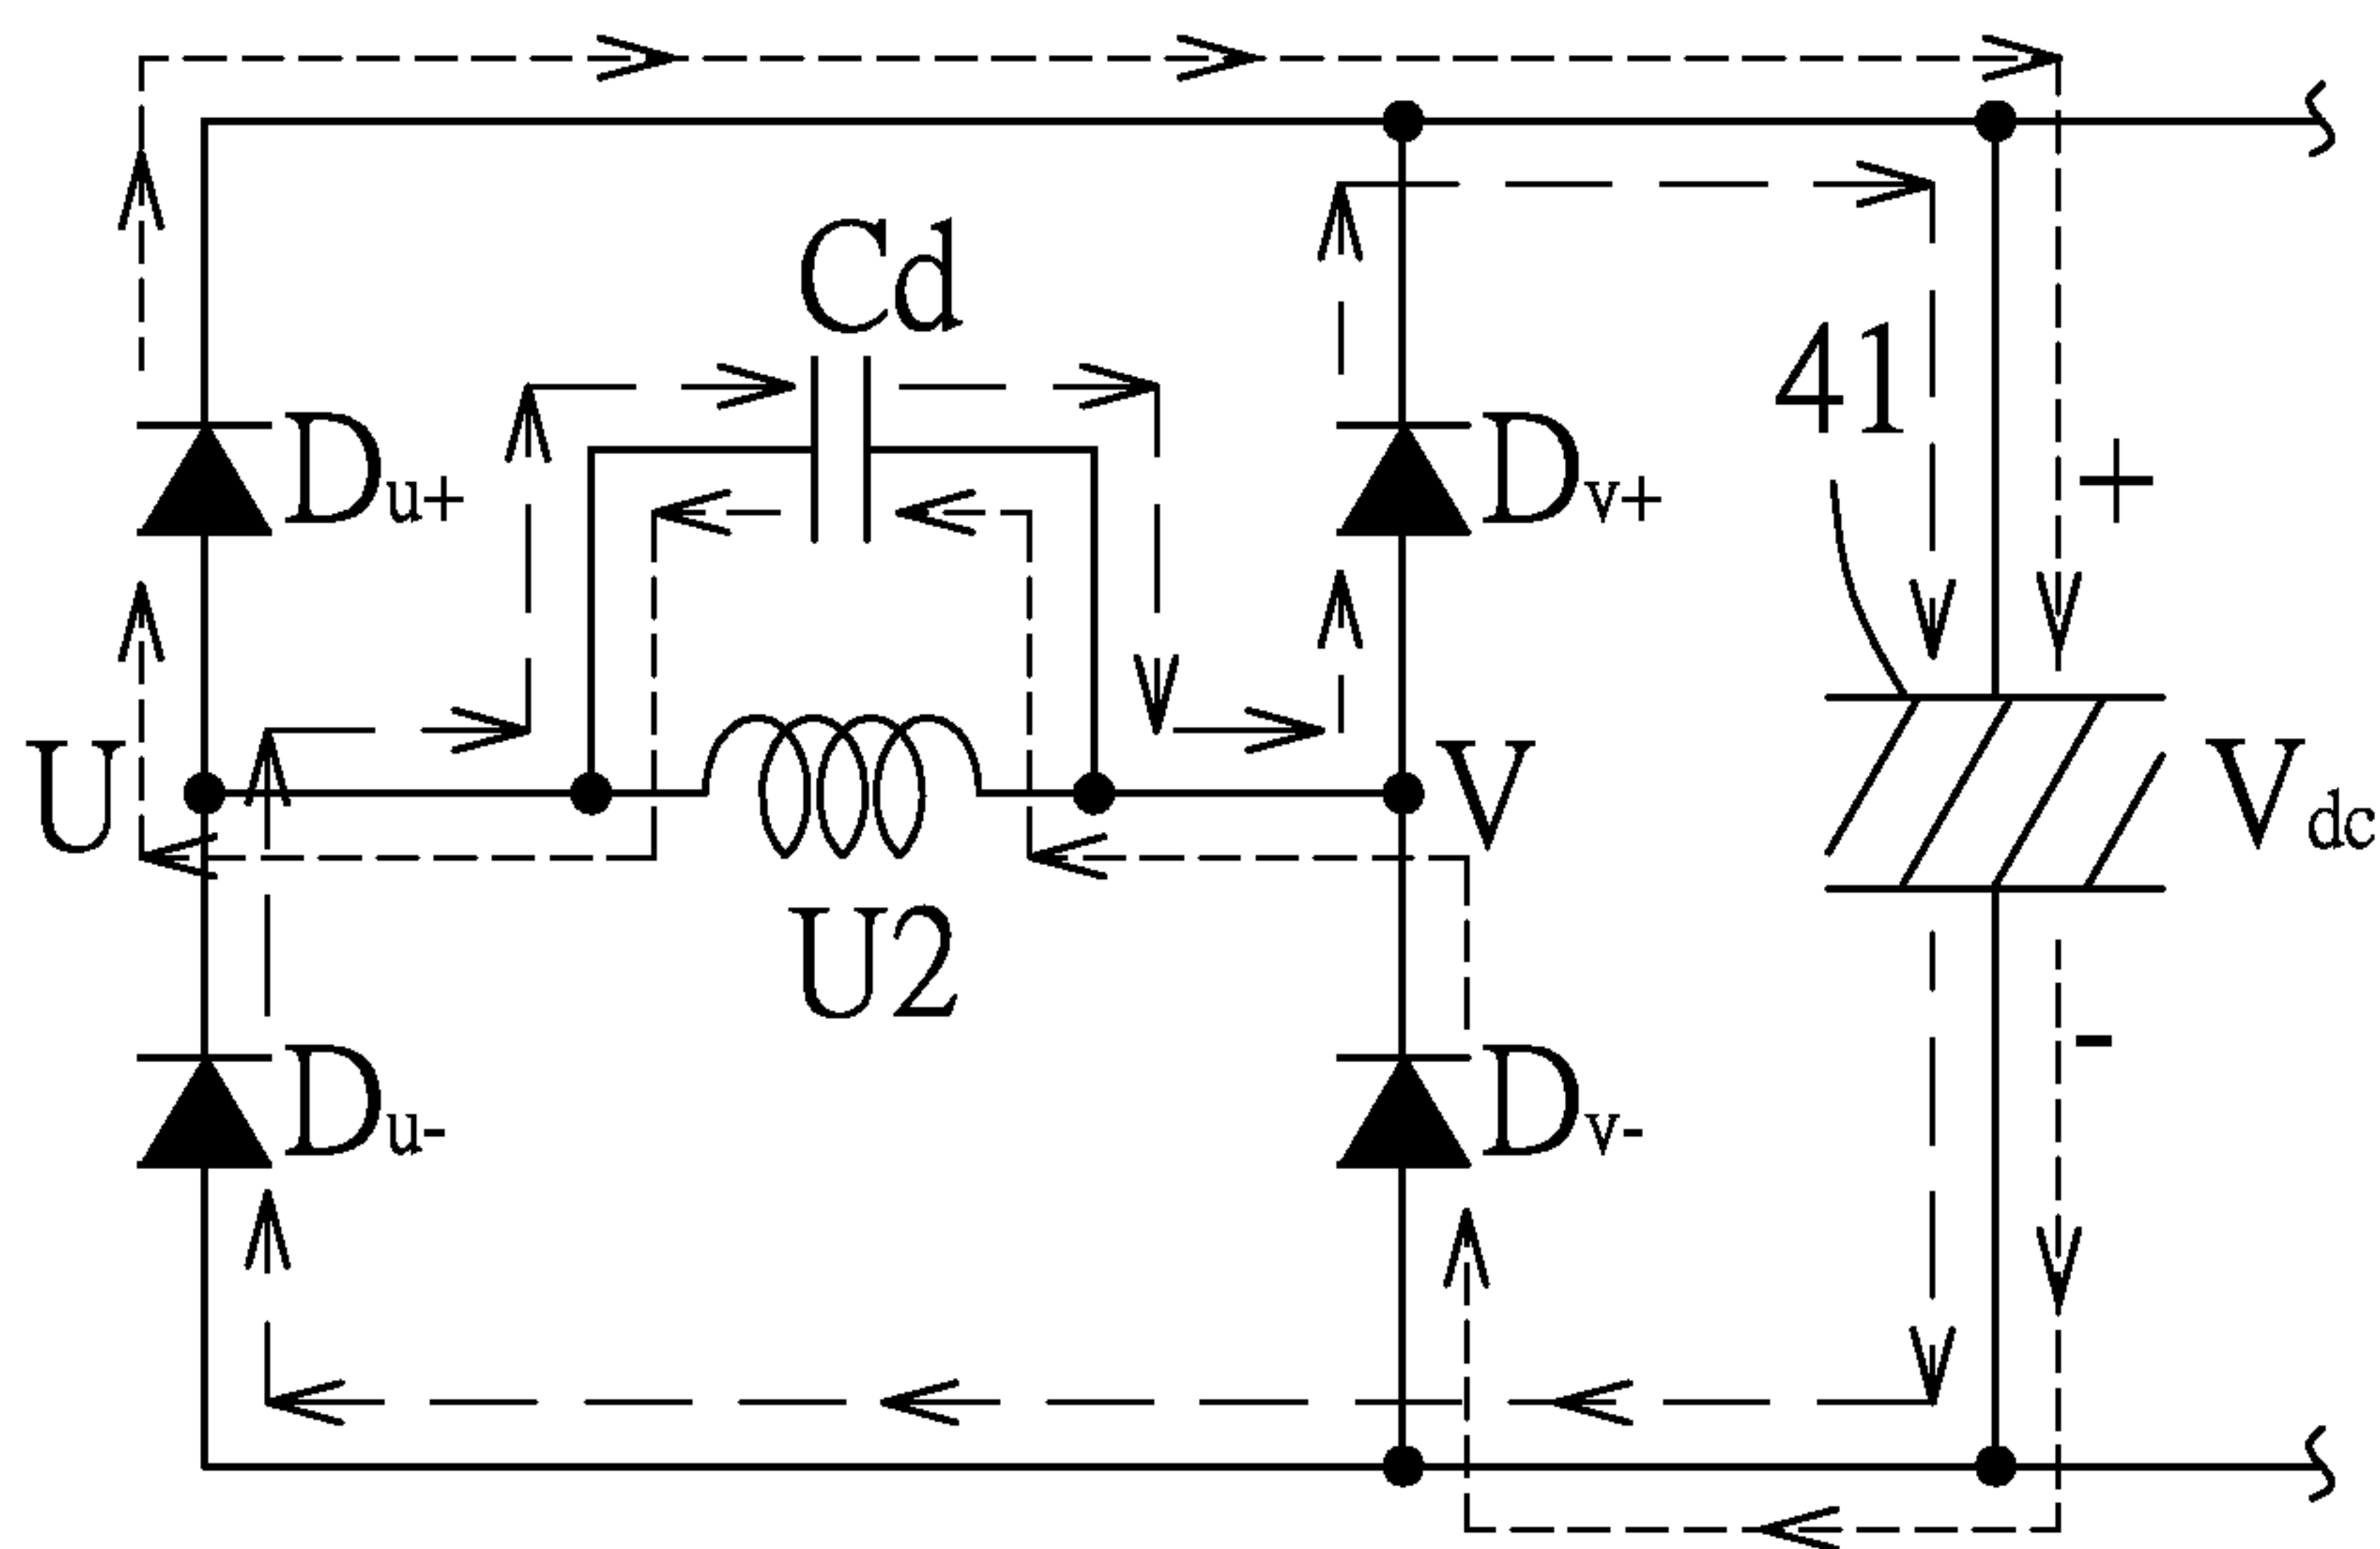 Cd
41
Du+
Dv+
+
U
V
Vdc
U2
-
Du-
Dv-